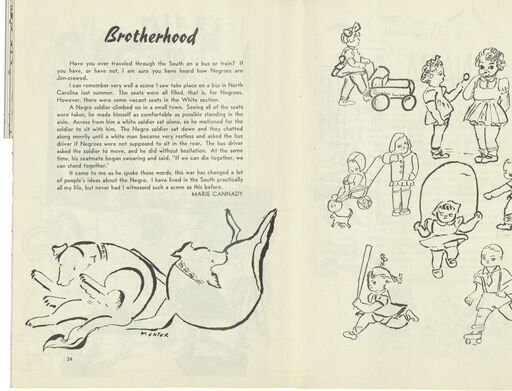 Brotherhood
Have you ever traveled through the South on a bus or train? If
you have, or have not, I am sure you have heard how Negroes are
Jim-crowed.
I can remember very well a scene I saw take place on a bus in North
Carolina last summer. The seats were all filled, that is, for Negroes.
However, there were some vacant seats in the White section.
A Negro soldier climbed on in a small town. Seeing all of the seats
were taken, he made himself as comfortable as possible standing in the
aisle. Across from him a white soldier sat alone, so he motioned for the
soldier to sit with him. The Negro soldier sat down and they chatted
along merrily until a white man became very restless and asked the bus
driver if Negroes were not supposed to sit in the rear. The bus driver
asked the soldier to move, and he did without hesitation. At the same
time, his seatmate began swearing and said, "If we can die together, we
can stand together."
It came to me as he spoke those words, this war has changed a lot
of people's ideas about the Negro. I have lived in the South practically
all my life, but never had I witnessed such a scene as this before.
MARIE CANNADY
MENTOR
34